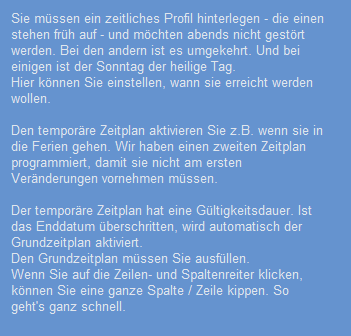 Sie müssen ein zeitliches Profil hinterlegen - die einen
stehen früh auf - und möchten abends nicht gestört
werden. Bei den andern ist es umgekehrt. Und bei
einigen ist der Sonntag der heilige Tag.
Hier können Sie einstellen, wann sie erreicht werden
wollen.

Den temporäre Zeitplan aktivieren Sie z.B. wenn sie in
die Ferien gehen. Wir haben einen zweiten Zeitplan
programmiert, damit sie nicht am ersten
Veränderungen vornehmen müssen.

Der temporäre Zeitplan hat eine Gültigkeitsdauer. Ist
das Enddatum überschritten, wird automatisch der
Grundzeitplan aktiviert.
Den Grundzeitplan müssen Sie ausfüllen.
Wenn Sie auf die Zeilen- und Spaltenreiter klicken,
können Sie eine ganze Spalte / Zeile kippen. So
geht's ganz schnell.